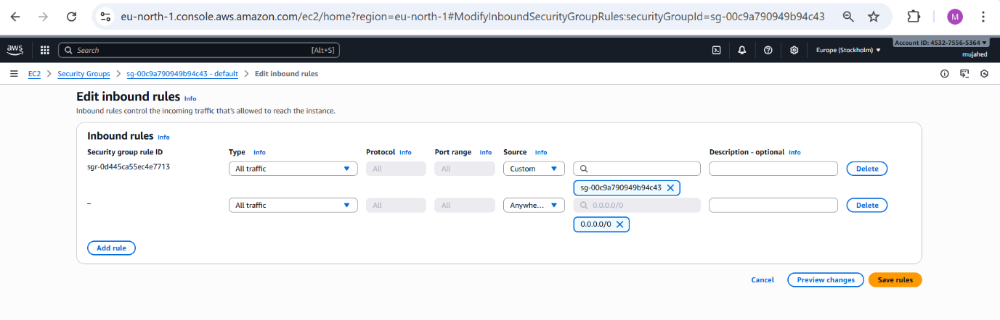 eu-north-1.console.aws.amazon.com/ec2/home?region=eu-north-1#ModifyInboundSecurityGroupRules:securityGroupId=sg-00c9a790949b94c43
M
aws
Search [Alt+S]
Europe (Stockholm)
Account ID: 4532-7556-5364
mujahed
EC2 > Security Groups > sg-00c9a790949b94c43 - default > Edit inbound rules
Edit inbound rules Info
Inbound rules control the incoming traffic that's allowed to reach the instance.
Inbound rules Info
Security group rule ID Type Info Protocol Info Port range Info Source Info Description - optional Info
sgr-0d445ca55ec4e7713 All traffic All All Custom Delete
sg-00c9a790949b94c43
– All traffic All All Anywhe... 0.0.0.0/0 Delete
0.0.0.0/0
Add rule
Cancel Preview changes Save rules